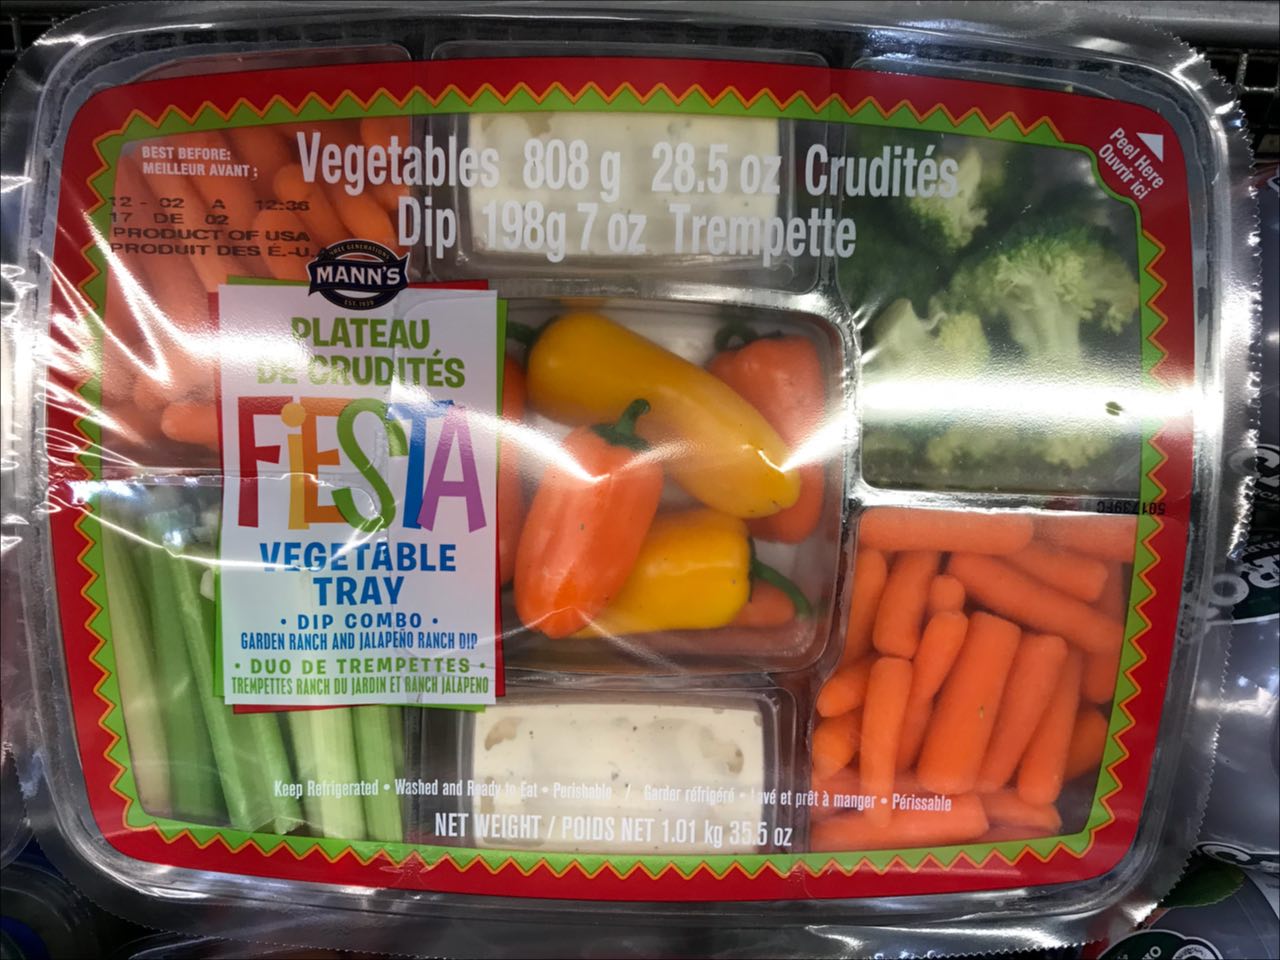 Vegetables 808 g 28.5 oz Crudités
Dip 198g 7 oz Trempette
Peel Here
Ouvrir ici
BEST BEFORE:
MEILLEUR AVANT :
12 - 02 A 12:36
17 DE 02
PRODUCT OF USA
PRODUIT DES É.-U.
THREE GENERATIONS
MANN'S
EST. 1939
PLATEAU
DE CRUDITÉS
FIESTA
VEGETABLE
TRAY
• DIP COMBO •
GARDEN RANCH AND JALAPEÑO RANCH DIP
• DUO DE TREMPETTES •
TREMPETTES RANCH DU JARDIN ET RANCH JALAPENO
Keep Refrigerated • Washed and Ready to Eat • Perishable / Garder réfrigéré • Lavé et prêt à manger • Périssable
NET WEIGHT / POIDS NET 1.01 kg 35.5 oz